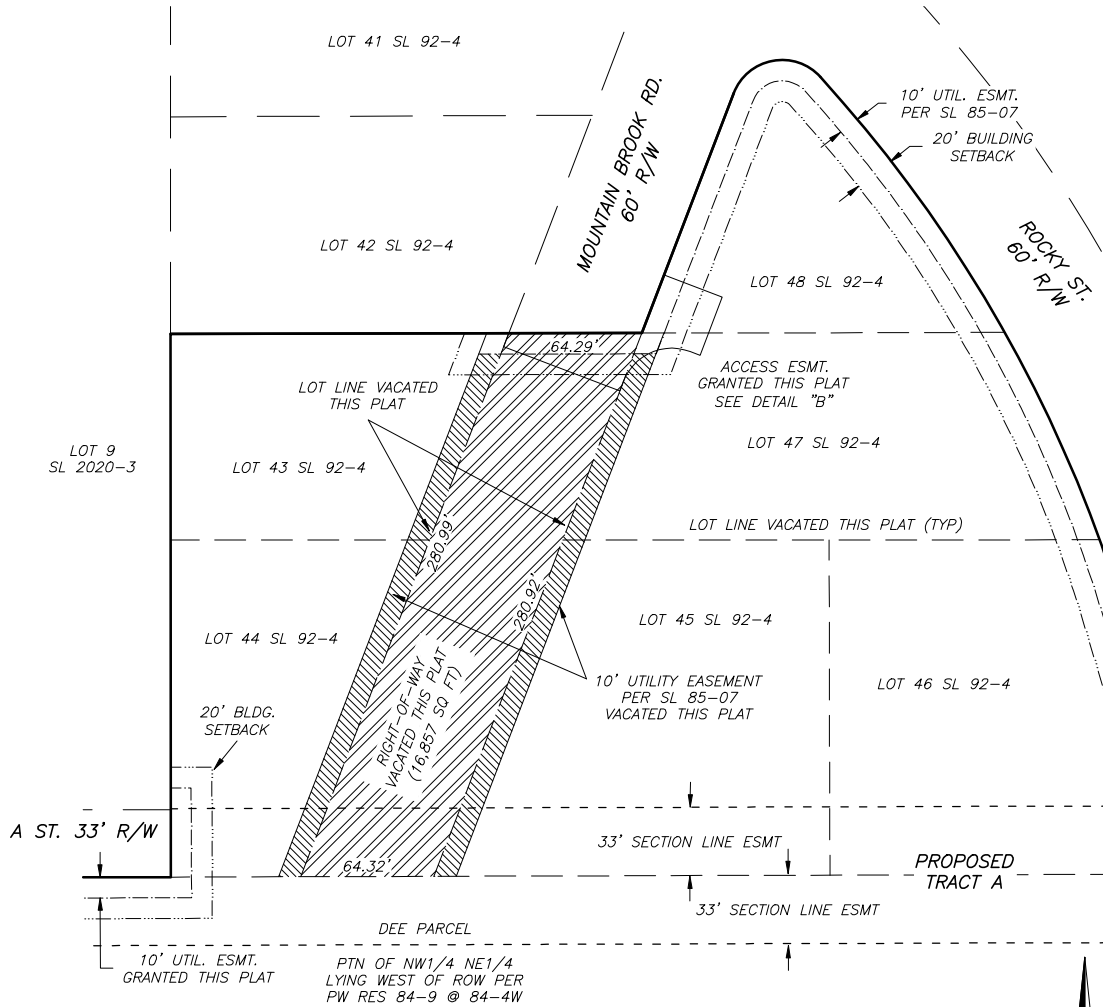 LOT 41 SL 92-4
MOUNTAIN BROOK RD.
60' R/W
10' UTIL. ESMT.
PER SL 85-07
20' BUILDING
SETBACK
LOT 42 SL 92-4
ROCKY ST.
60' R/W
LOT 48 SL 92-4
64.29'
LOT LINE VACATED
THIS PLAT
ACCESS ESMT.
GRANTED THIS PLAT
SEE DETAIL "B"
LOT 9
SL 2020-3
LOT 43 SL 92-4
LOT 47 SL 92-4
LOT LINE VACATED THIS PLAT (TYP)
280.99'
280.92'
LOT 44 SL 92-4
LOT 45 SL 92-4
RIGHT-OF-WAY
VACATED THIS PLAT
(16,857 SQ FT)
10' UTILITY EASEMENT
PER SL 85-07
VACATED THIS PLAT
LOT 46 SL 92-4
20' BLDG.
SETBACK
A ST. 33' R/W
33' SECTION LINE ESMT
PROPOSED
TRACT A
64.32'
33' SECTION LINE ESMT
DEE PARCEL
10' UTIL. ESMT.
GRANTED THIS PLAT
PTN OF NW1/4 NE1/4
LYING WEST OF ROW PER
PW RES 84-9 @ 84-4W